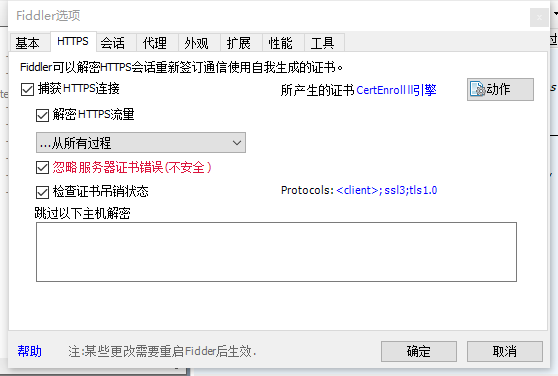 Fiddler选项
基本 HTTPS 会话 代理 外观 扩展 性能 工具
Fiddler可以解密HTTPS会话重新签订通信使用自我生成的证书。
捕获HTTPS连接 所产生的证书 CertEnroll引擎 动作
解密HTTPS流量
...从所有过程
忽略服务器证书错误(不安全)
检查证书吊销状态 Protocols: <client>;ssl3;tls1.0
跳过以下主机解密
帮助 注:某些更改需要重启Fidder后生效. 确定 取消